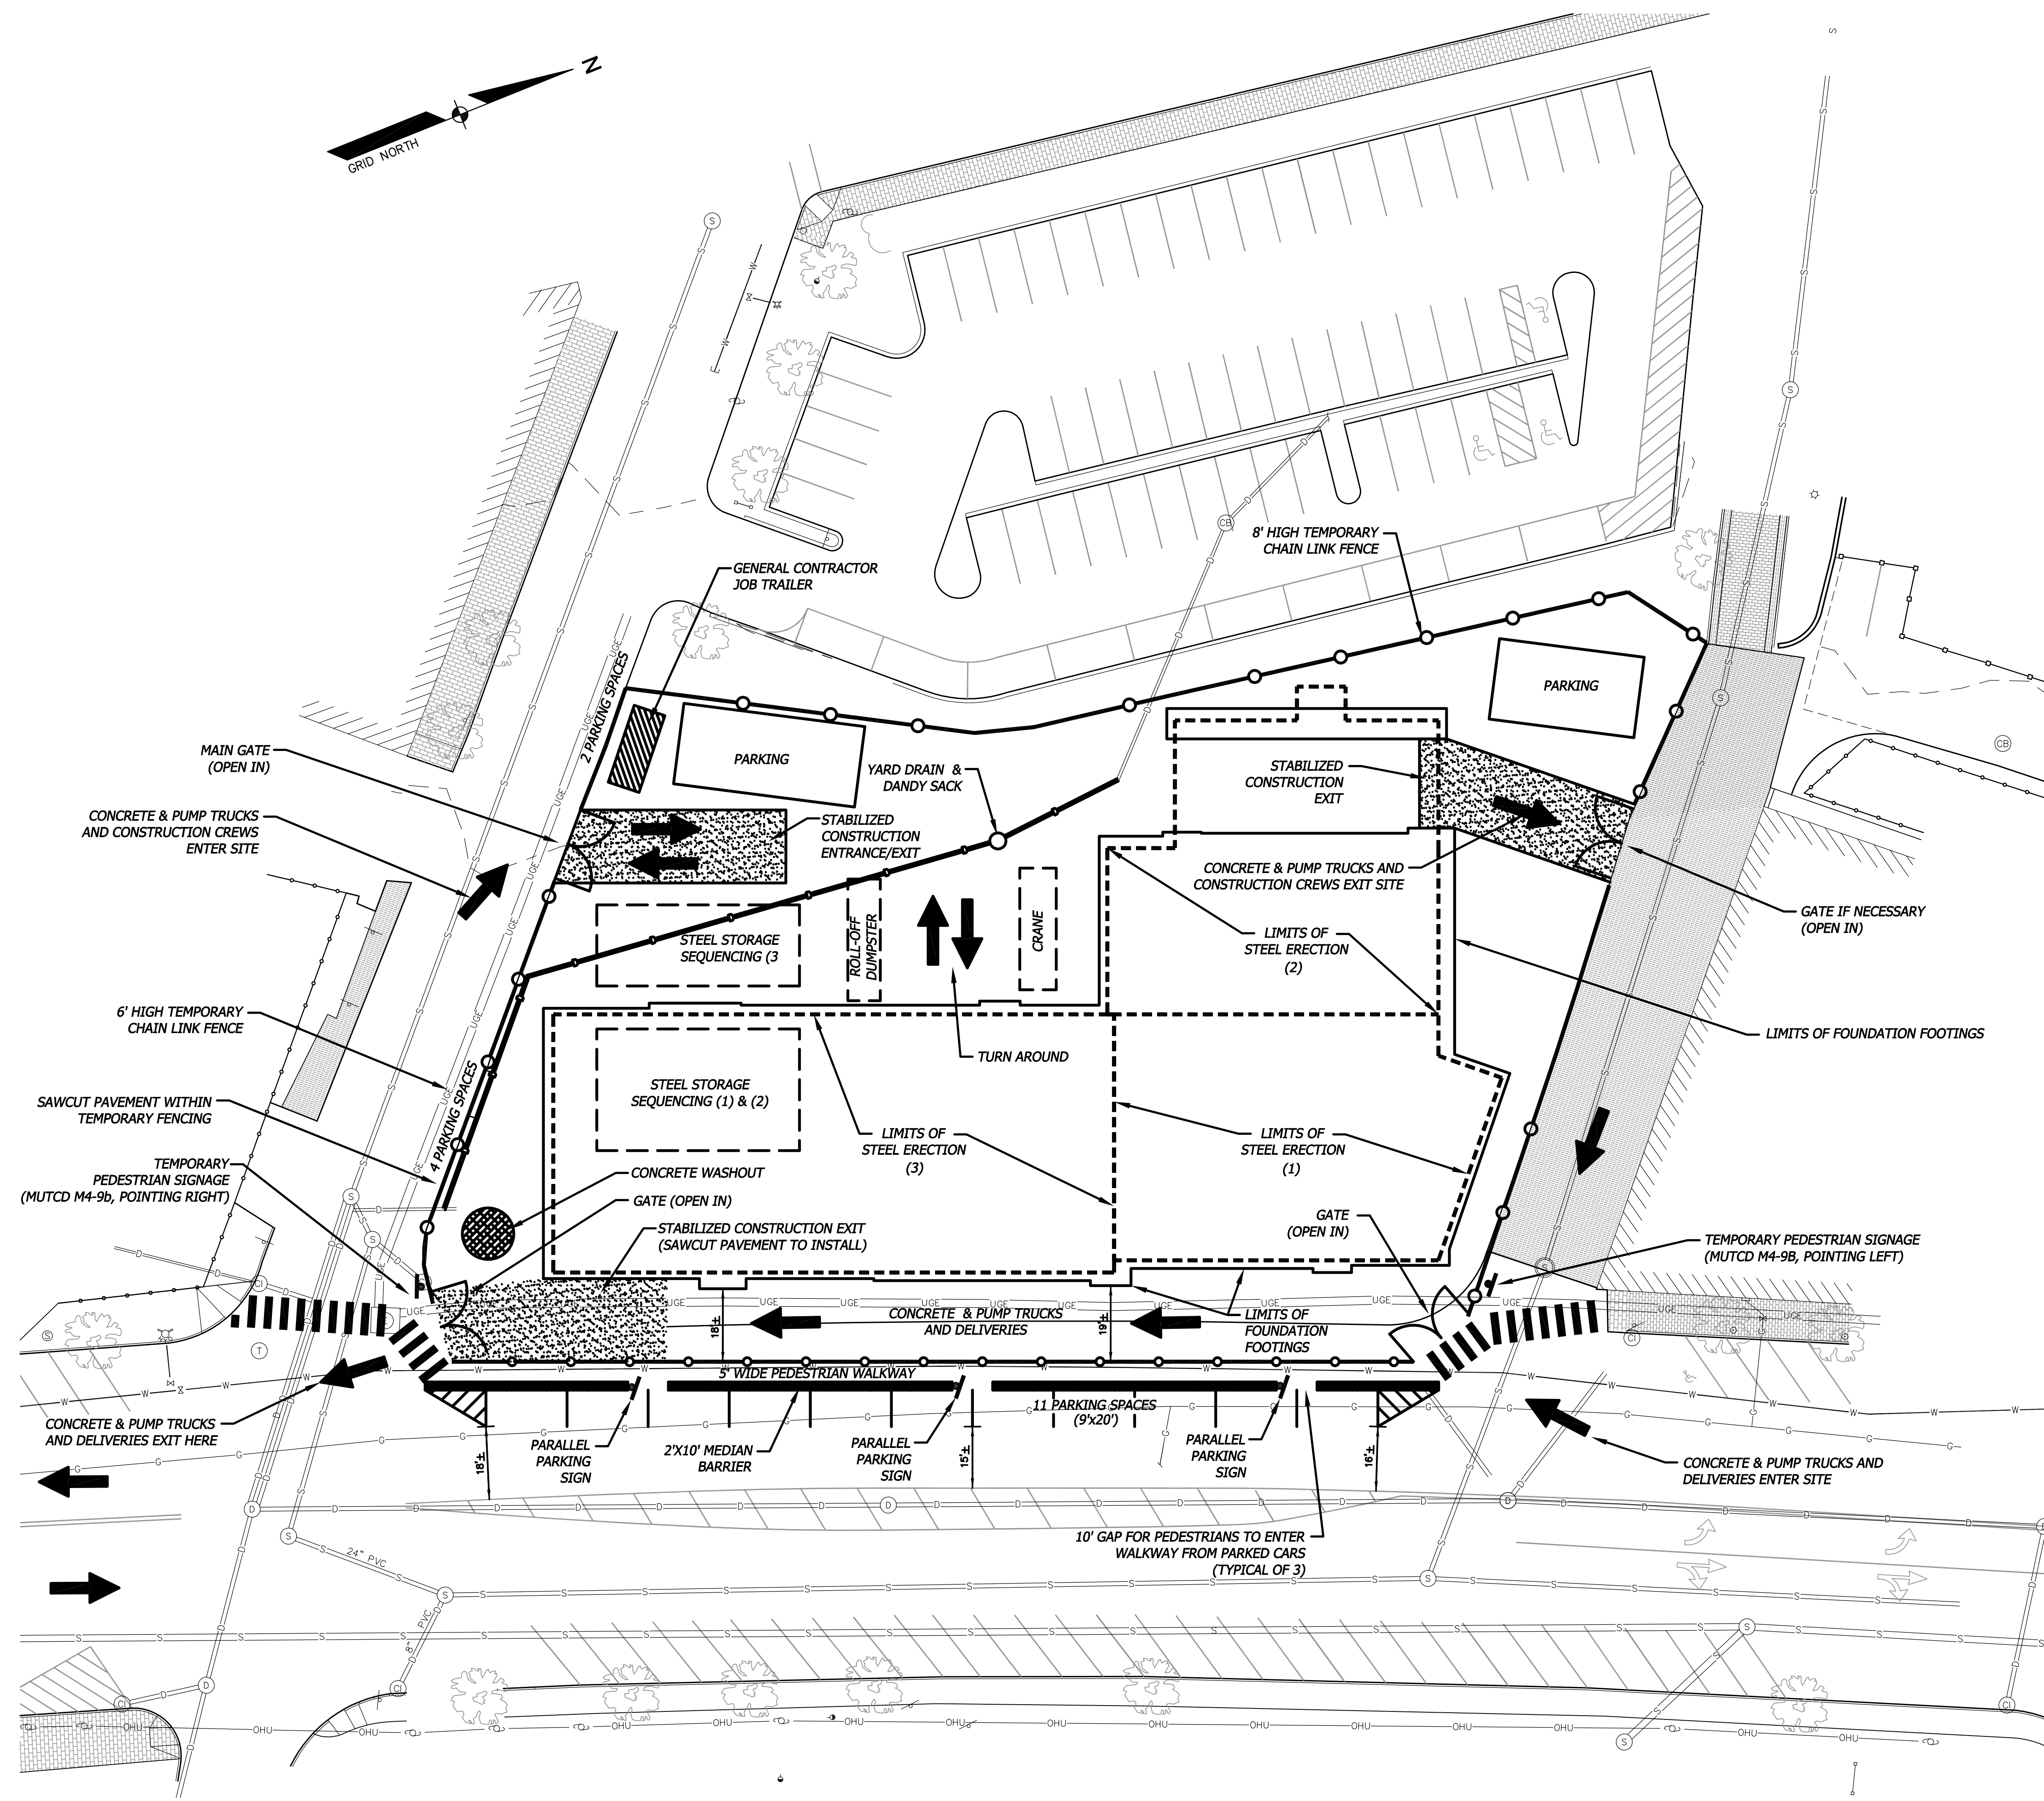 N
GRID NORTH
8' HIGH TEMPORARY
CHAIN LINK FENCE
GENERAL CONTRACTOR
JOB TRAILER
2 PARKING SPACES
PARKING
PARKING
MAIN GATE
(OPEN IN)
YARD DRAIN &
DANDY SACK
STABILIZED
CONSTRUCTION
EXIT
CONCRETE & PUMP TRUCKS
AND CONSTRUCTION CREWS
ENTER SITE
STABILIZED
CONSTRUCTION
ENTRANCE/EXIT
CONCRETE & PUMP TRUCKS AND
CONSTRUCTION CREWS EXIT SITE
GATE IF NECESSARY
(OPEN IN)
STEEL STORAGE
SEQUENCING (3
ROLL-OFF
DUMPSTER
CRANE
LIMITS OF
STEEL ERECTION
(2)
6' HIGH TEMPORARY
CHAIN LINK FENCE
LIMITS OF FOUNDATION FOOTINGS
TURN AROUND
STEEL STORAGE
SEQUENCING (1) & (2)
4 PARKING SPACES
SAWCUT PAVEMENT WITHIN
TEMPORARY FENCING
LIMITS OF
STEEL ERECTION
(3)
LIMITS OF
STEEL ERECTION
(1)
TEMPORARY
PEDESTRIAN SIGNAGE
(MUTCD M4-9b, POINTING RIGHT)
CONCRETE WASHOUT
GATE (OPEN IN)
STABILIZED CONSTRUCTION EXIT
(SAWCUT PAVEMENT TO INSTALL)
GATE
(OPEN IN)
TEMPORARY PEDESTRIAN SIGNAGE
(MUTCD M4-9B, POINTING LEFT)
18'±
CONCRETE & PUMP TRUCKS
AND DELIVERIES
19'±
LIMITS OF
FOUNDATION
FOOTINGS
5' WIDE PEDESTRIAN WALKWAY
11 PARKING SPACES
(9'x20')
CONCRETE & PUMP TRUCKS
AND DELIVERIES EXIT HERE
18'±
PARALLEL
PARKING
SIGN
2'X10' MEDIAN
BARRIER
PARALLEL
PARKING
SIGN
15'±
PARALLEL
PARKING
SIGN
16'±
CONCRETE & PUMP TRUCKS AND
DELIVERIES ENTER SITE
10' GAP FOR PEDESTRIANS TO ENTER
WALKWAY FROM PARKED CARS
(TYPICAL OF 3)
24" PVC
8" PVC